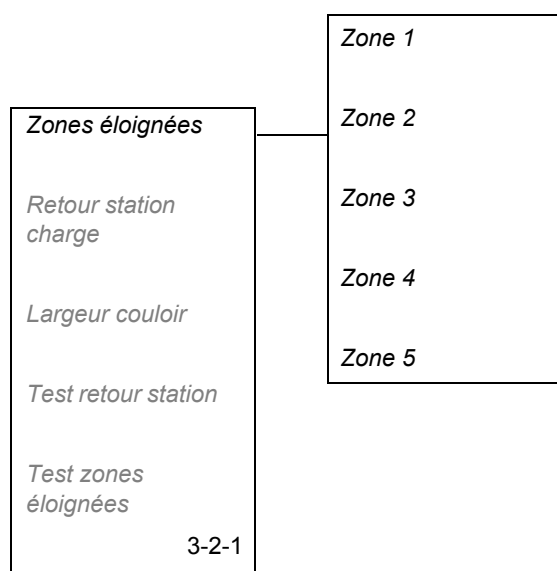 Zones éloignées
Retour station
charge
Largeur couloir
Test retour station
Test zones
éloignées
3-2-1
Zone 1
Zone 2
Zone 3
Zone 4
Zone 5